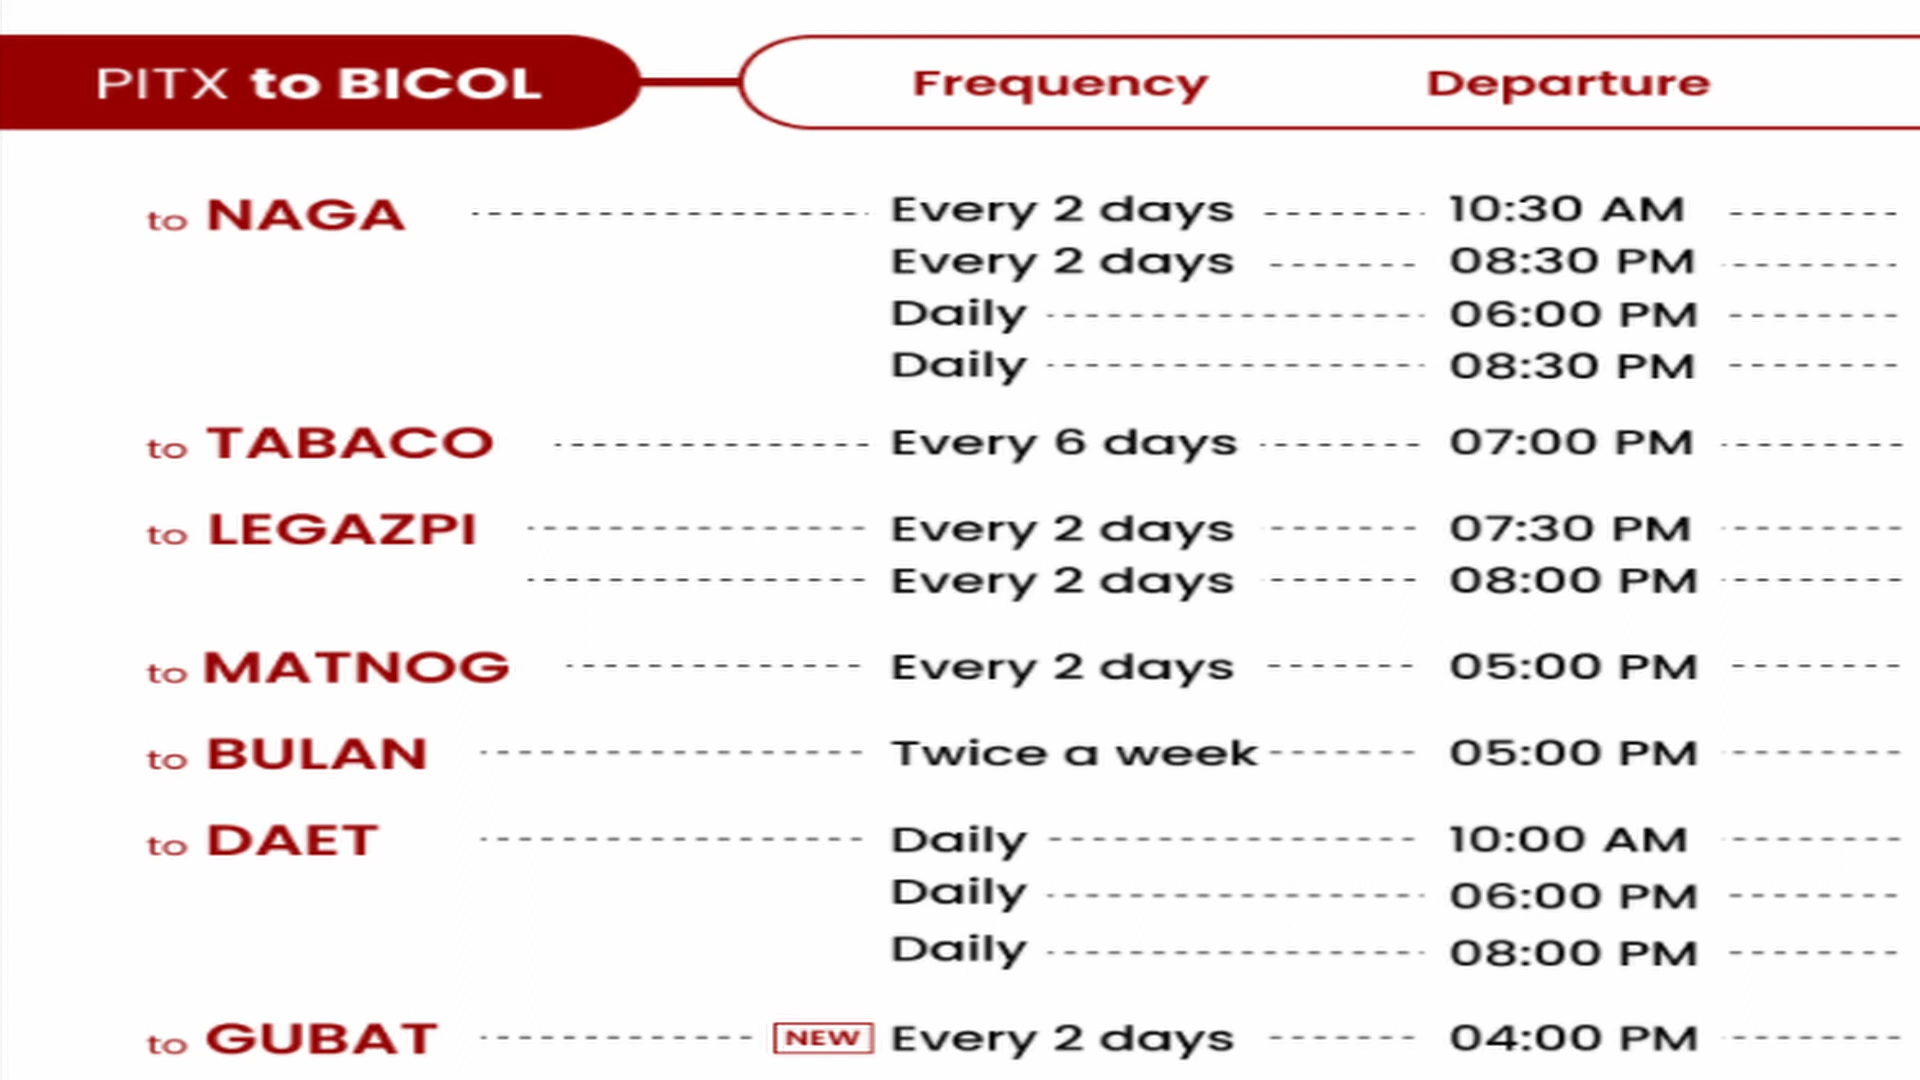 PITX to BICOL Frequency Departure
to NAGA Every 2 days 10:30 AM
Every 2 days 08:30 PM
Daily 06:00 PM
Daily 08:30 PM
to TABACO Every 6 days 07:00 PM
to LEGAZPI Every 2 days 07:30 PM
Every 2 days 08:00 PM
to MATNOG Every 2 days 05:00 PM
to BULAN Twice a week 05:00 PM
to DAET Daily 10:00 AM
Daily 06:00 PM
Daily 08:00 PM
to GUBAT NEW Every 2 days 04:00 PM